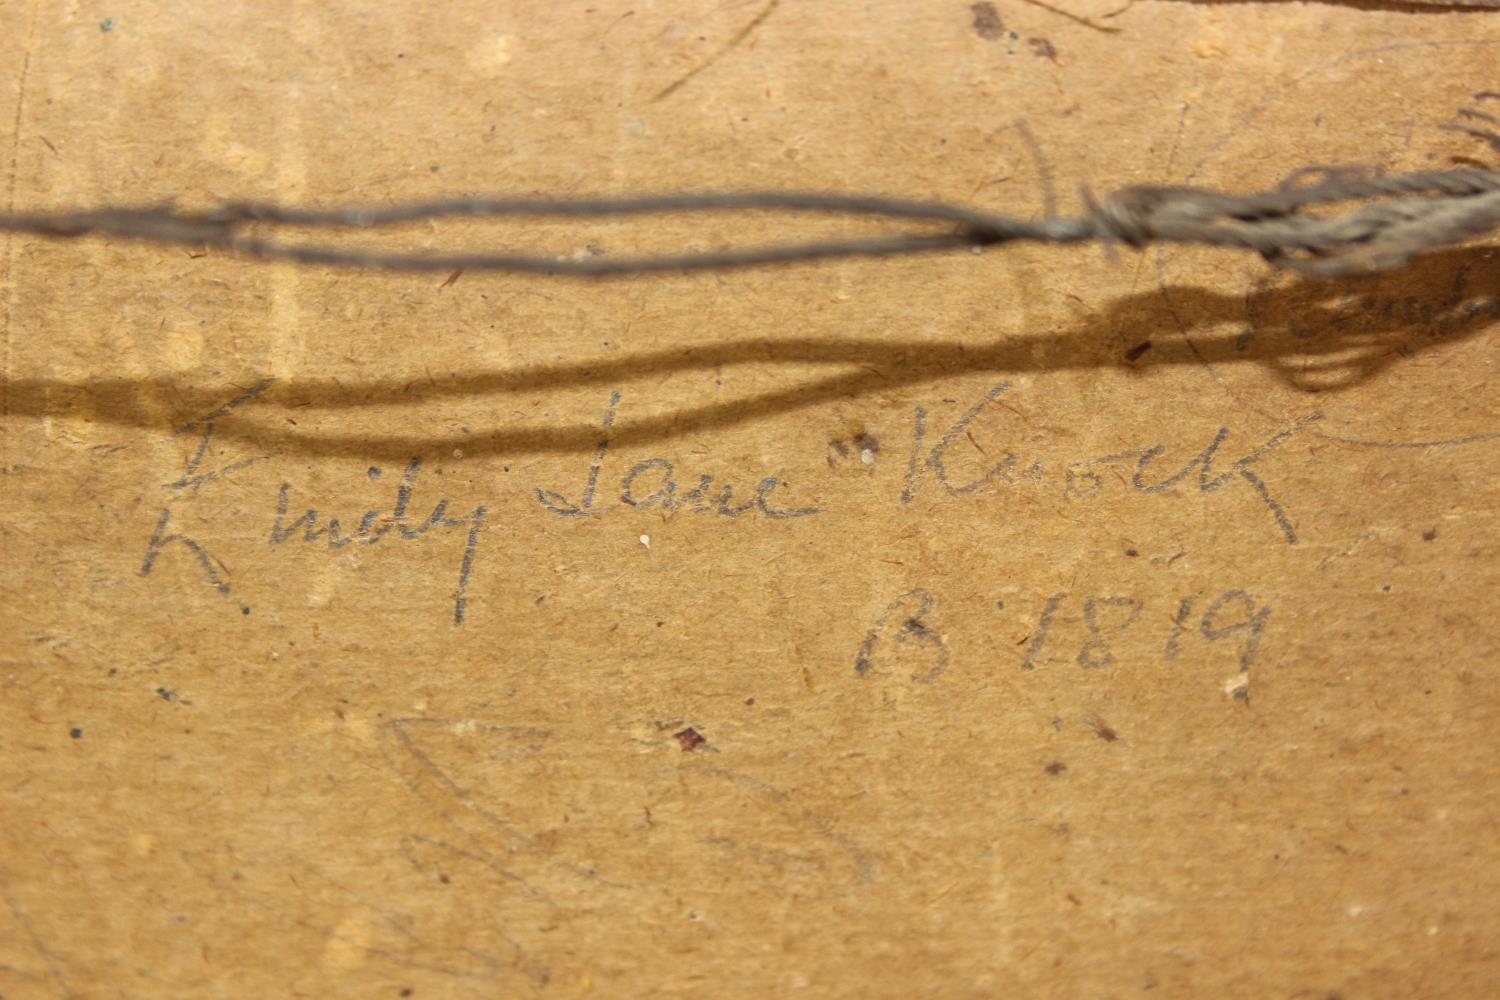 Emily Jane Knock
B 1819